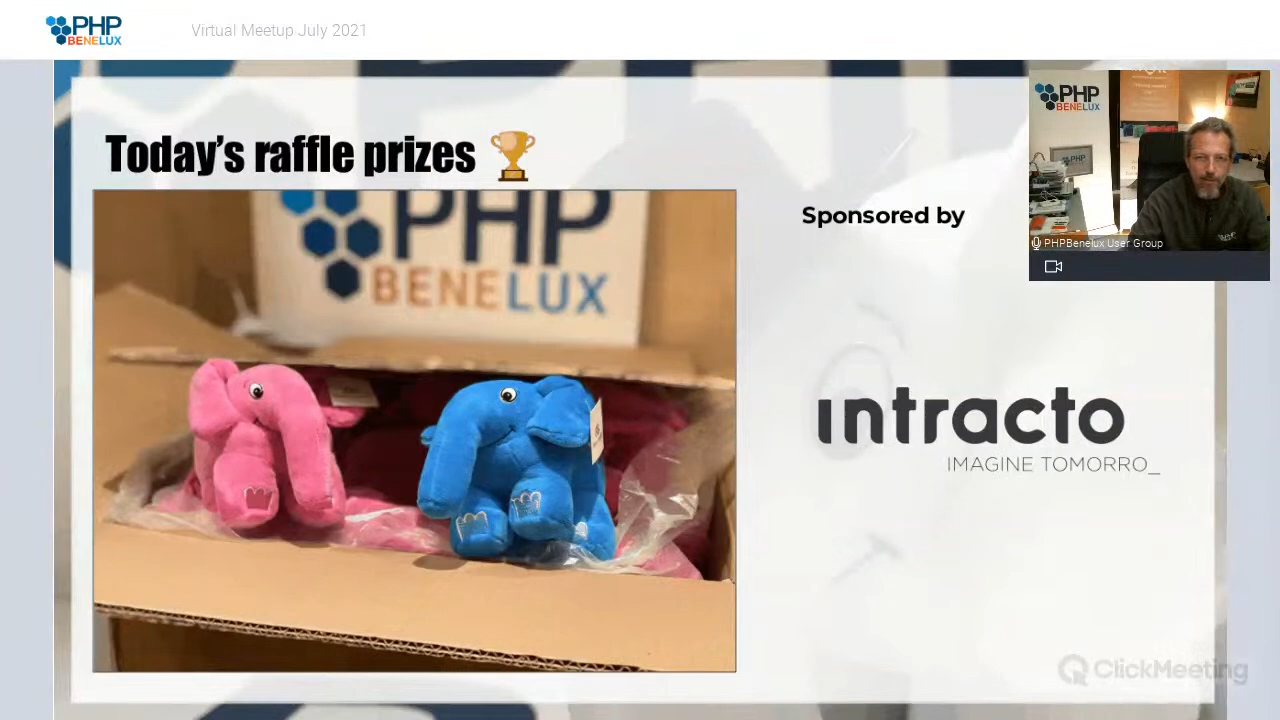 PHP
BENELUX
Virtual Meetup July 2021
Today's raffle prizes
PHP
BENELUX
Sponsored by
intracto
IMAGINE TOMORRO_
PHP
BENELUX
PHP
PHPBenelux User Group
ClickMeeting